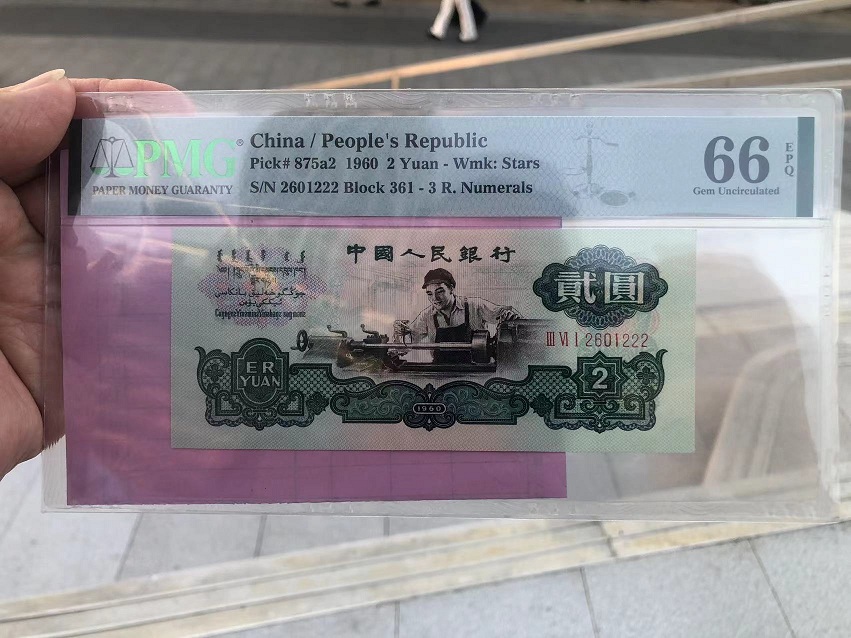 PMG®
PAPER MONEY GUARANTY
China / People's Republic
Pick# 875a2 1960 2 Yuan - Wmk: Stars
S/N 2601222 Block 361 - 3 R. Numerals
66 EPQ
Gem Uncirculated
中國人民銀行
貳圓
III VI I 2601222
ER
YUAN
1960
2